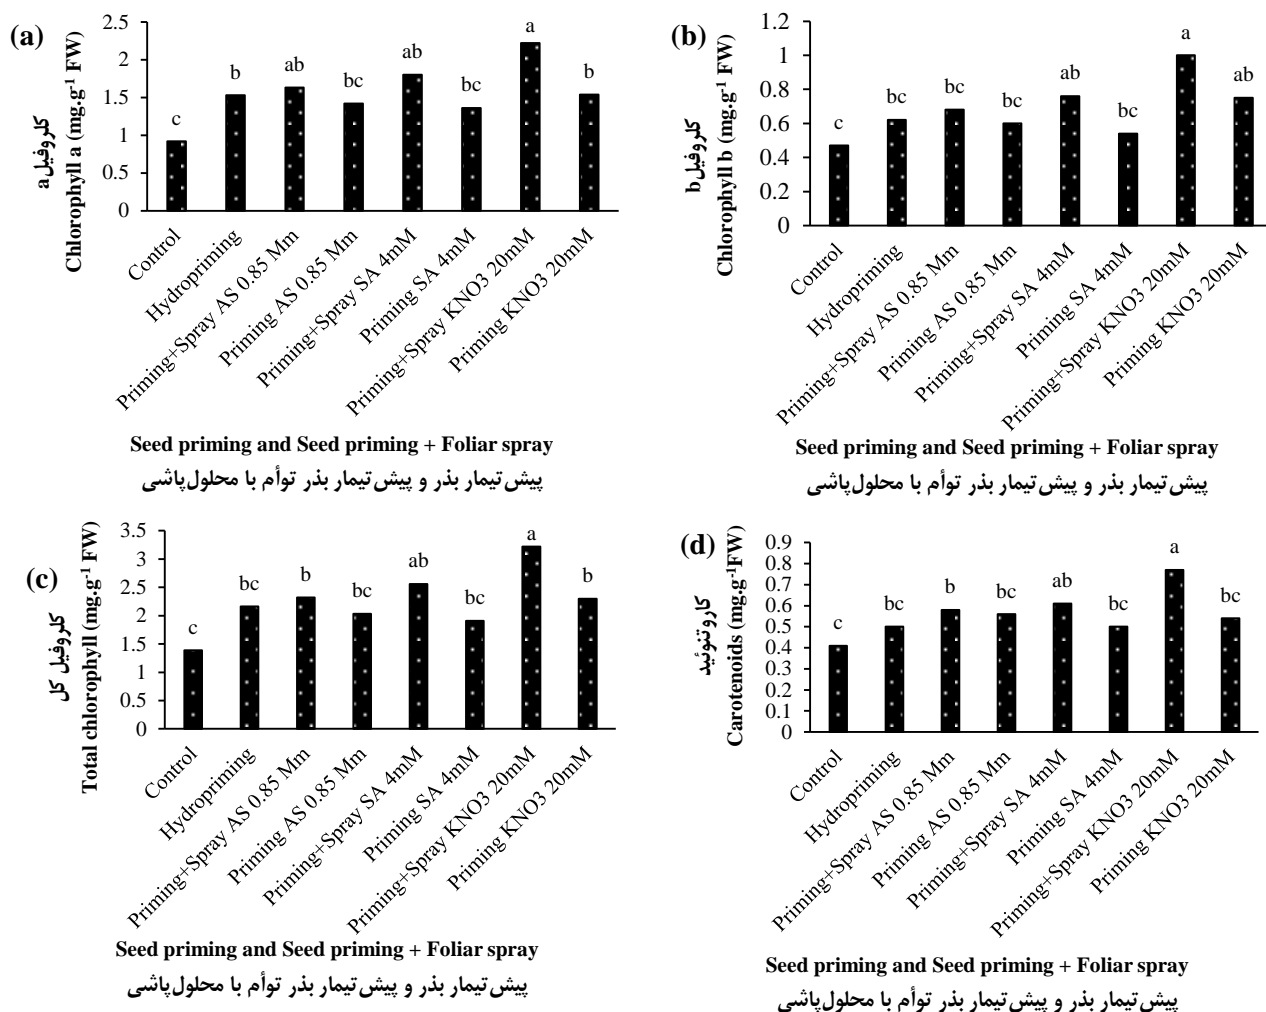 (a)
کلروفیل a
Chlorophyll a (mg.g⁻¹ FW)
2.5
2
1.5
1
0.5
0
c
b
ab
bc
ab
bc
a
b
Control
Hydropriming
Priming+Spray AS 0.85 Mm
Priming AS 0.85 Mm
Priming+Spray SA 4mM
Priming SA 4mM
Priming+Spray KNO3 20mM
Priming KNO3 20mM
Seed priming and Seed priming + Foliar spray
پیش‌تیمار بذر و پیش‌تیمار بذر توأم با محلول‌پاشی
(b)
کلروفیل b
Chlorophyll b (mg.g⁻¹ FW)
1.2
1
0.8
0.6
0.4
0.2
0
c
bc
bc
bc
ab
bc
a
ab
Control
Hydropriming
Priming+Spray AS 0.85 Mm
Priming AS 0.85 Mm
Priming+Spray SA 4mM
Priming SA 4mM
Priming+Spray KNO3 20mM
Priming KNO3 20mM
Seed priming and Seed priming + Foliar spray
پیش‌تیمار بذر و پیش‌تیمار بذر توأم با محلول‌پاشی
(c)
کلروفیل کل
Total chlorophyll (mg.g⁻¹ FW)
3.5
3
2.5
2
1.5
1
0.5
0
c
bc
b
bc
ab
bc
a
b
Control
Hydropriming
Priming+Spray AS 0.85 Mm
Priming AS 0.85 Mm
Priming+Spray SA 4mM
Priming SA 4mM
Priming+Spray KNO3 20mM
Priming KNO3 20mM
Seed priming and Seed priming + Foliar spray
پیش‌تیمار بذر و پیش‌تیمار بذر توأم با محلول‌پاشی
(d)
کاروتنوئید
Carotenoids (mg.g⁻¹FW)
0.9
0.8
0.7
0.6
0.5
0.4
0.3
0.2
0.1
0
c
bc
b
bc
ab
bc
a
bc
Control
Hydropriming
Priming+Spray AS 0.85 Mm
Priming AS 0.85 Mm
Priming+Spray SA 4mM
Priming SA 4mM
Priming+Spray KNO3 20mM
Priming KNO3 20mM
Seed priming and Seed priming + Foliar spray
پیش‌تیمار بذر و پیش‌تیمار بذر توأم با محلول‌پاشی